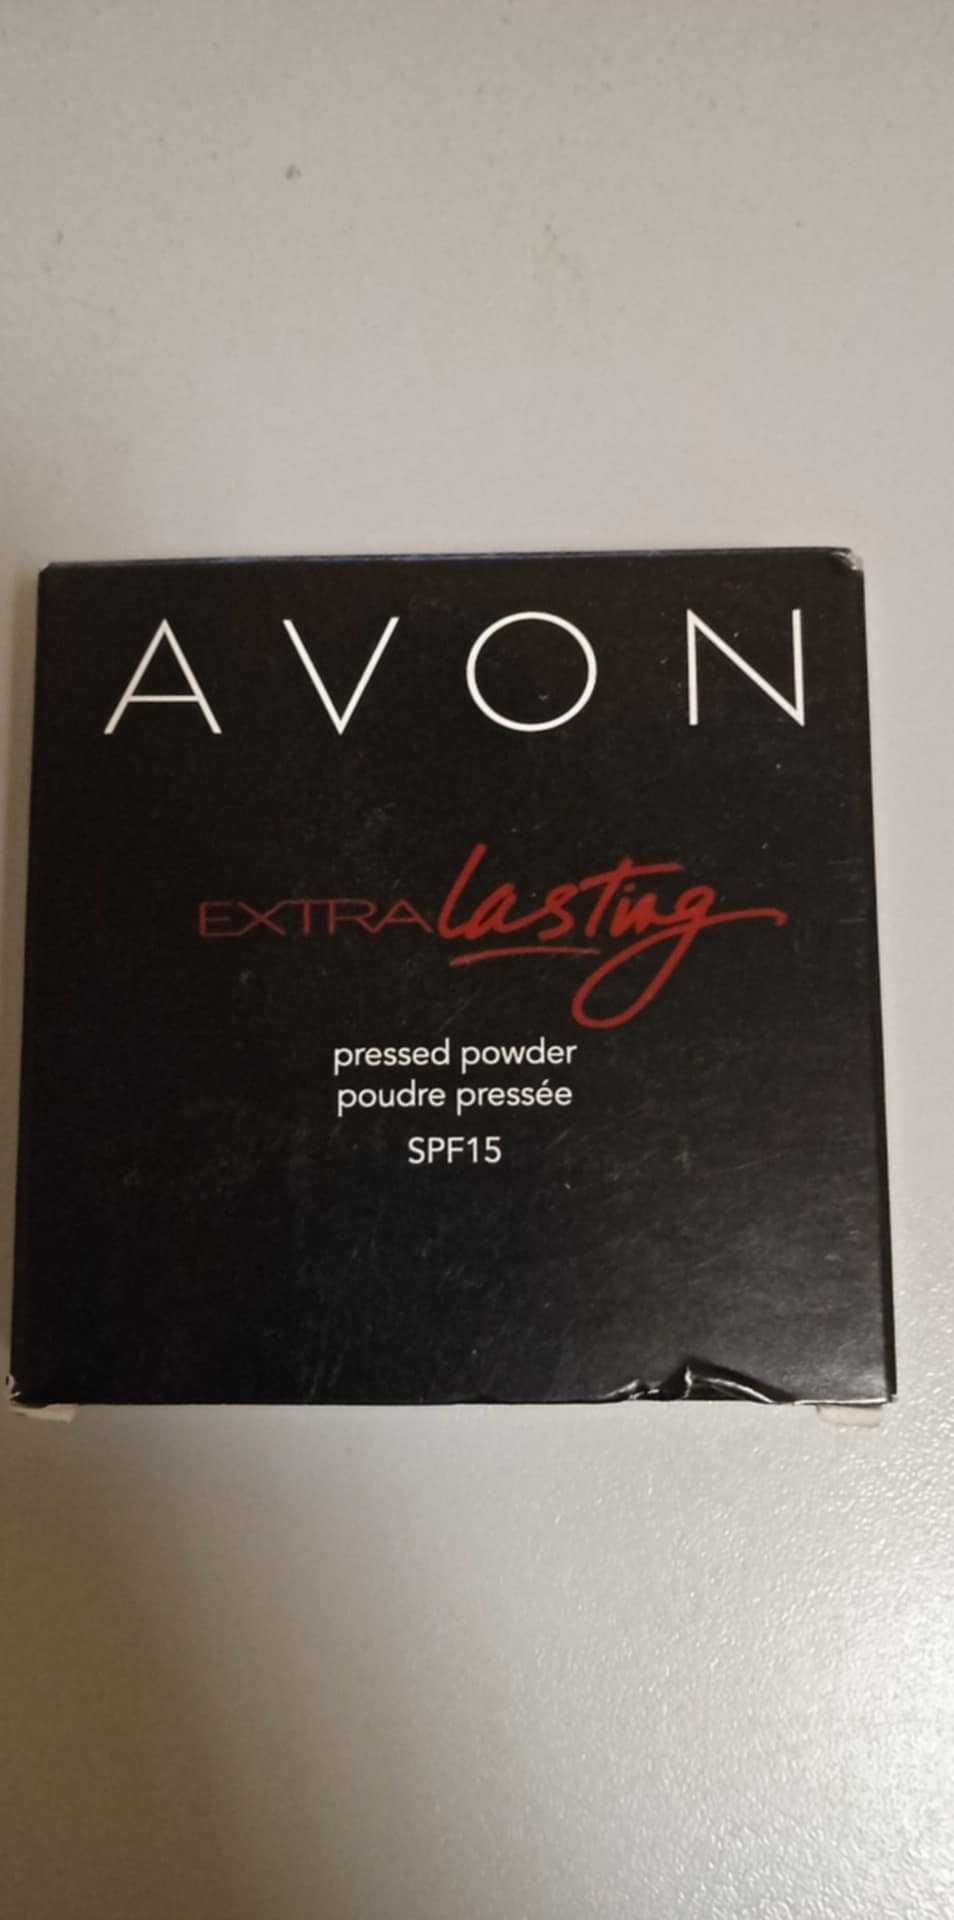 AVON
EXTRA lasting
pressed powder
poudre pressée
SPF15